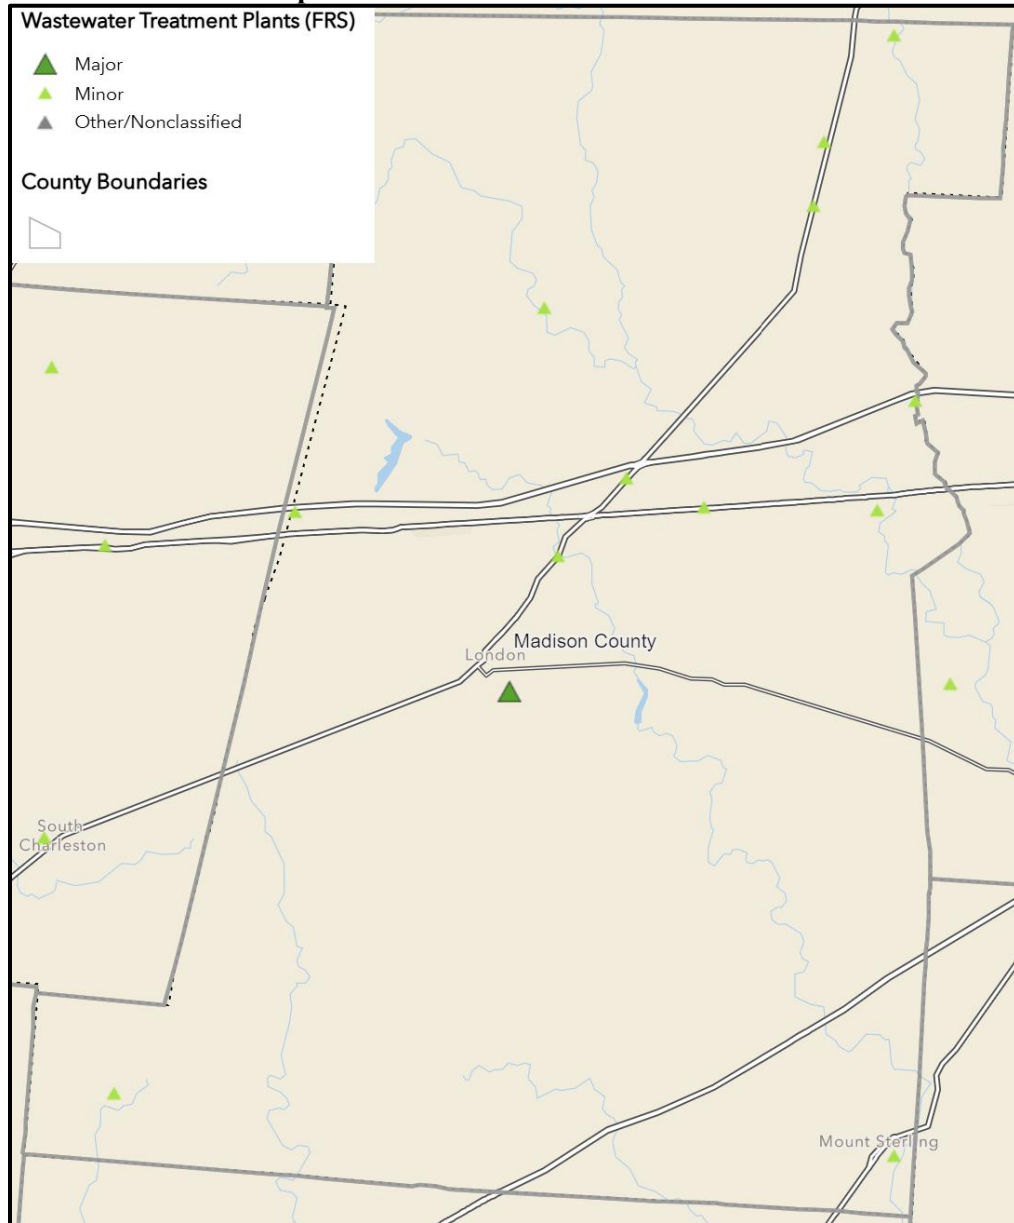 Wastewater Treatment Plants (FRS)
Major
Minor
Other/Nonclassified
County Boundaries
Madison County
London
South
Charleston
Mount Sterling